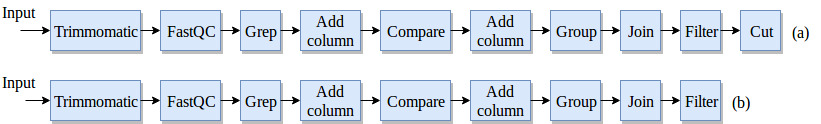 Input
Trimmomatic FastQC Grep Add column Compare Add column Group Join Filter Cut (a)
Input
Trimmomatic FastQC Grep Add column Compare Add column Group Join Filter (b)